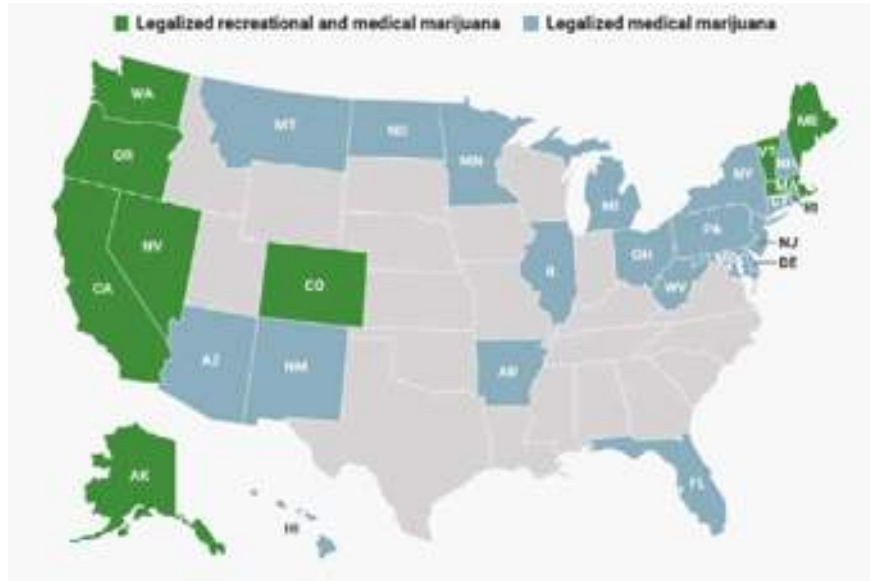 Legalized recreational and medical marijuana Legalized medical marijuana
WA
MT
ND
MN
OR
ME
VT
NH
NY
MA
CT
RI
MI
PA
NJ
OH
DE
NV
CA
CO
IL
WV
AZ
NM
AR
AK
FL
HI